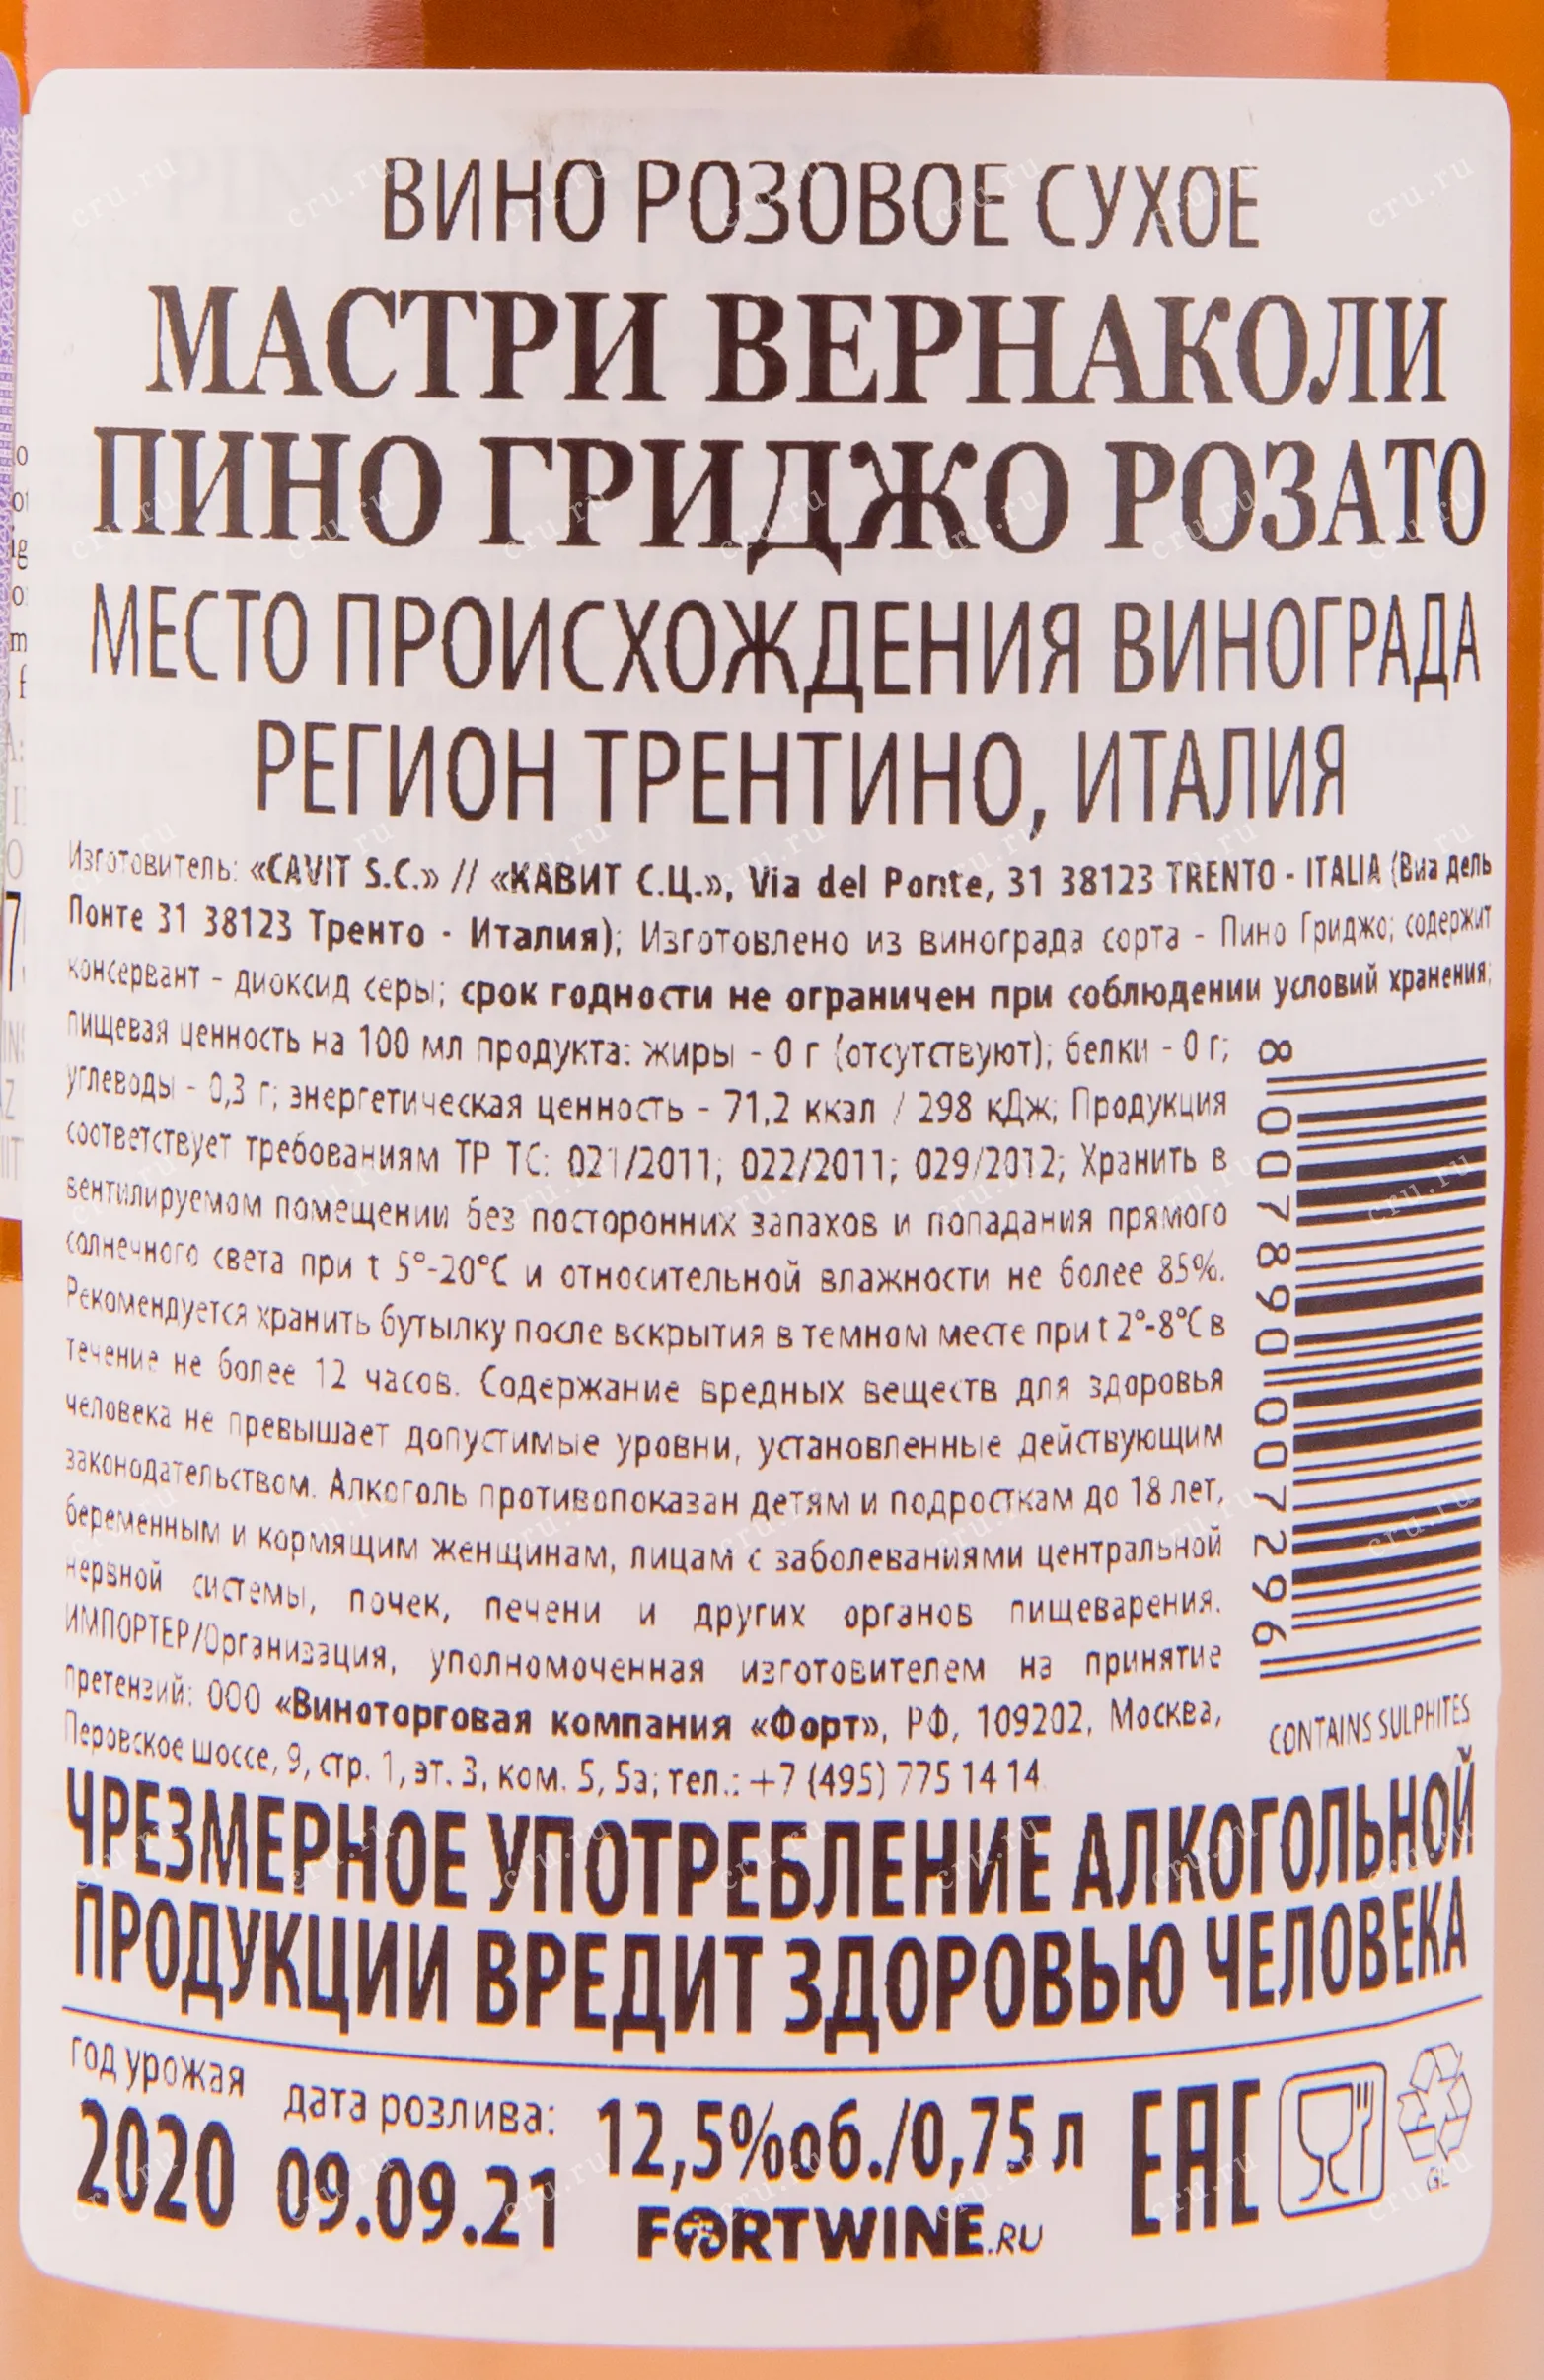 ВИНО РОЗОВОЕ СУХОЕ
МАСТРИ ВЕРНАКОЛИ
ПИНО ГРИДЖО РОЗАТО
МЕСТО ПРОИСХОЖДЕНИЯ ВИНОГРАДА
РЕГИОН ТРЕНТИНО, ИТАЛИЯ
Изготовитель: «CAVIT S.C.» // «КАВИТ С.Ц.», Via del Ponte, 31 38123 TRENTO - ITALIA (Виа дель
Понте 31 38123 Тренто - Италия); Изготовлено из винограда сорта - Пино Гриджо; содержит
консервант - диоксид серы; срок годности не ограничен при соблюдении условий хранения;
пищевая ценность на 100 мл продукта: жиры - 0 г (отсутствуют); белки - 0 г;
углеводы - 0,3 г; энергетическая ценность - 71,2 ккал / 298 кДж; Продукция
соответствует требованиям ТР ТС: 021/2011; 022/2011; 029/2012; Хранить в
вентилируемом помещении без посторонних запахов и попадания прямого
солнечного света при t 5°-20°C и относительной влажности не более 85%.
Рекомендуется хранить бутылку после вскрытия в темном месте при t 2°-8°C в
течение не более 12 часов. Содержание вредных веществ для здоровья
человека не превышает допустимые уровни, установленные действующим
законодательством. Алкоголь противопоказан детям и подросткам до 18 лет,
беременным и кормящим женщинам, лицам с заболеваниями центральной
нервной системы, почек, печени и других органов пищеварения.
ИМПОРТЕР/Организация, уполномоченная изготовителем на принятие
претензий: ООО «Виноторговая компания «Форт», РФ, 109202, Москва,
Перовское шоссе, 9, стр. 1, эт. 3, ком. 5, 5а; тел.: +7 (495) 775 14 14
8 007890 007296
CONTAINS SULPHITES
ЧРЕЗМЕРНОЕ УПОТРЕБЛЕНИЕ АЛКОГОЛЬНОЙ
ПРОДУКЦИИ ВРЕДИТ ЗДОРОВЬЮ ЧЕЛОВЕКА
год урожая
2020
дата розлива:
09.09.21
12,5%об./0,75 л
FORTWINE.RU
EAC
GL
cru.ru